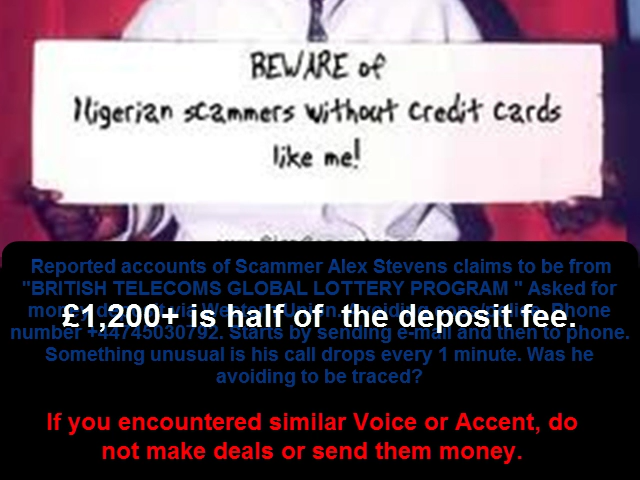 BEWARE of
Nigerian scammers without credit cards
like me!
Reported accounts of Scammer Alex Stevens claims to be from
"BRITISH TELECOMS GLOBAL LOTTERY PROGRAM " Asked for
£1,200+ is half of the deposit fee.
number +44745030792. Starts by sending e-mail and then to phone.
Something unusual is his call drops every 1 minute. Was he
avoiding to be traced?
If you encountered similar Voice or Accent, do
not make deals or send them money.